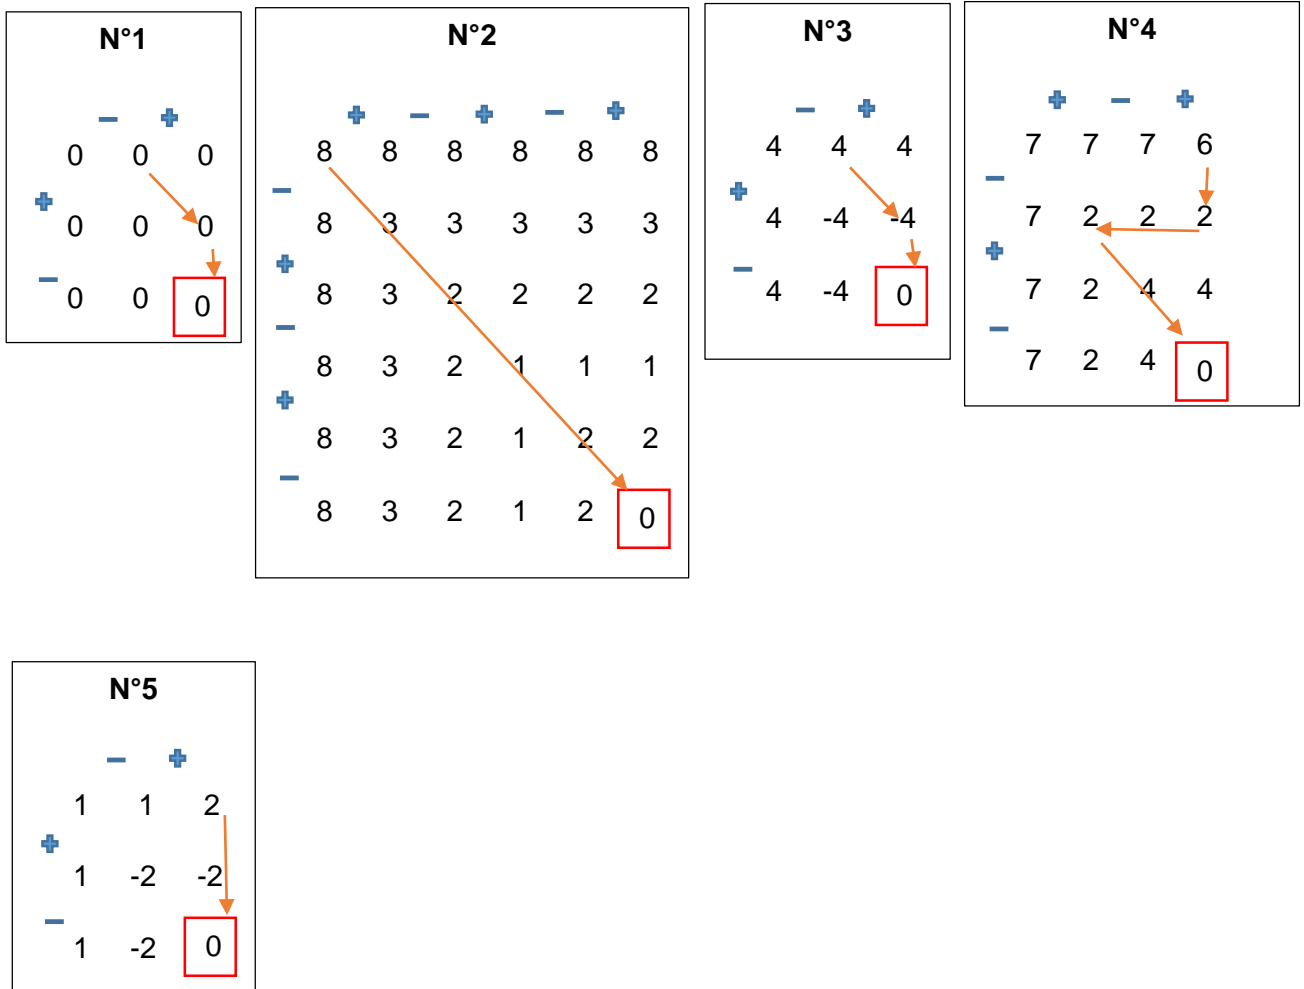 N°1
− +
0 0 0
+
0 0 0
−
0 0 0
N°2
+ − + − +
8 8 8 8 8 8
−
8 3 3 3 3 3
+
8 3 2 2 2 2
−
8 3 2 1 1 1
+
8 3 2 1 2 2
−
8 3 2 1 2 0
N°3
− +
4 4 4
+
4 -4 -4
−
4 -4 0
N°4
+ − +
7 7 7 6
−
7 2 2 2
+
7 2 4 4
−
7 2 4 0
N°5
− +
1 1 2
+
1 -2 -2
−
1 -2 0